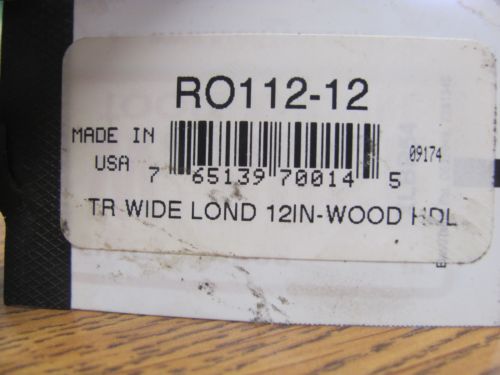 RO112-12
MADE IN
USA
09174
7 65139 70014 5
TR WIDE LOND 12IN-WOOD HDL